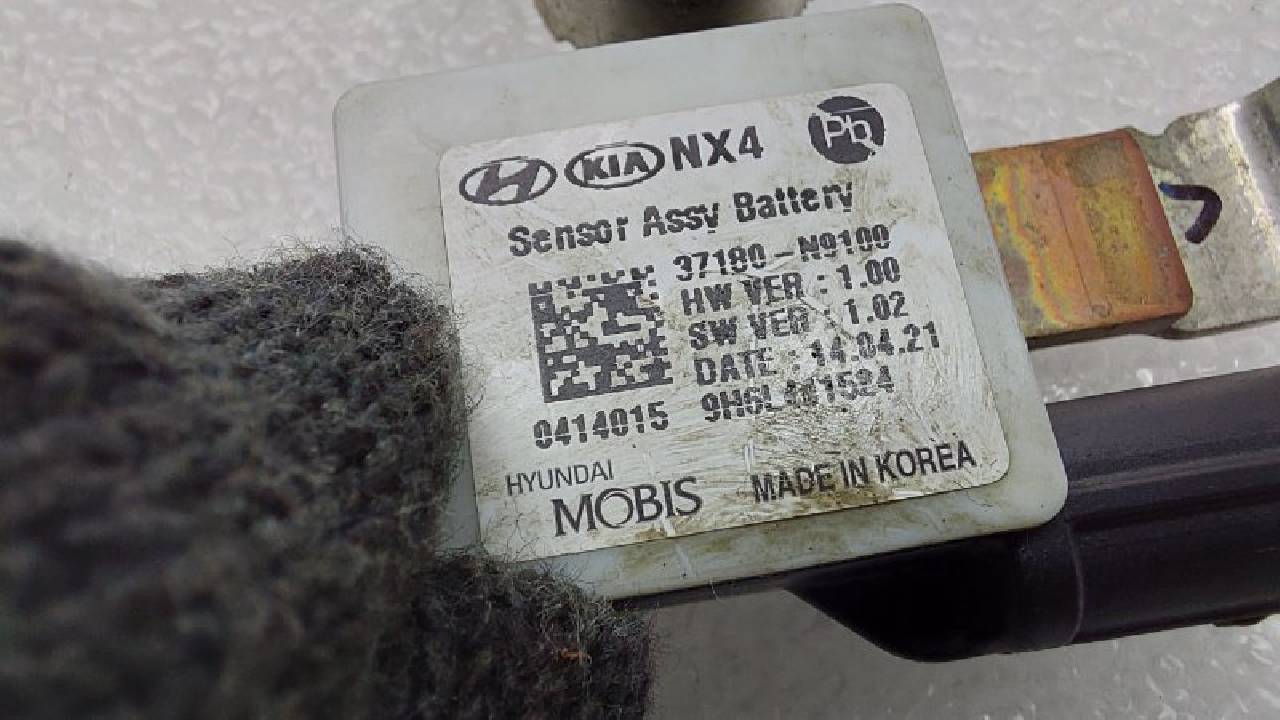 KIA NX4 Pb
Sensor Assy Battery
37180-N9100
HW VER : 1.00
SW VER : 1.02
DATE : 14.04.21
0414015
HYUNDAI
MOBIS
MADE IN KOREA